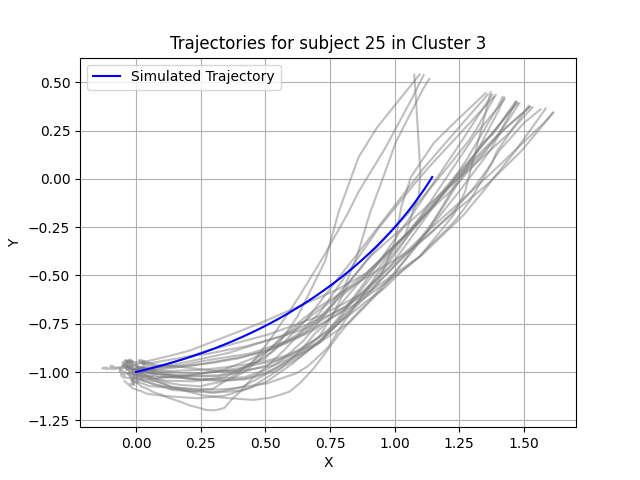 Trajectories for subject 25 in Cluster 3
Simulated Trajectory
0.50
0.25
0.00
−0.25
−0.50
−0.75
−1.00
−1.25
Y
0.00 0.25 0.50 0.75 1.00 1.25 1.50
X